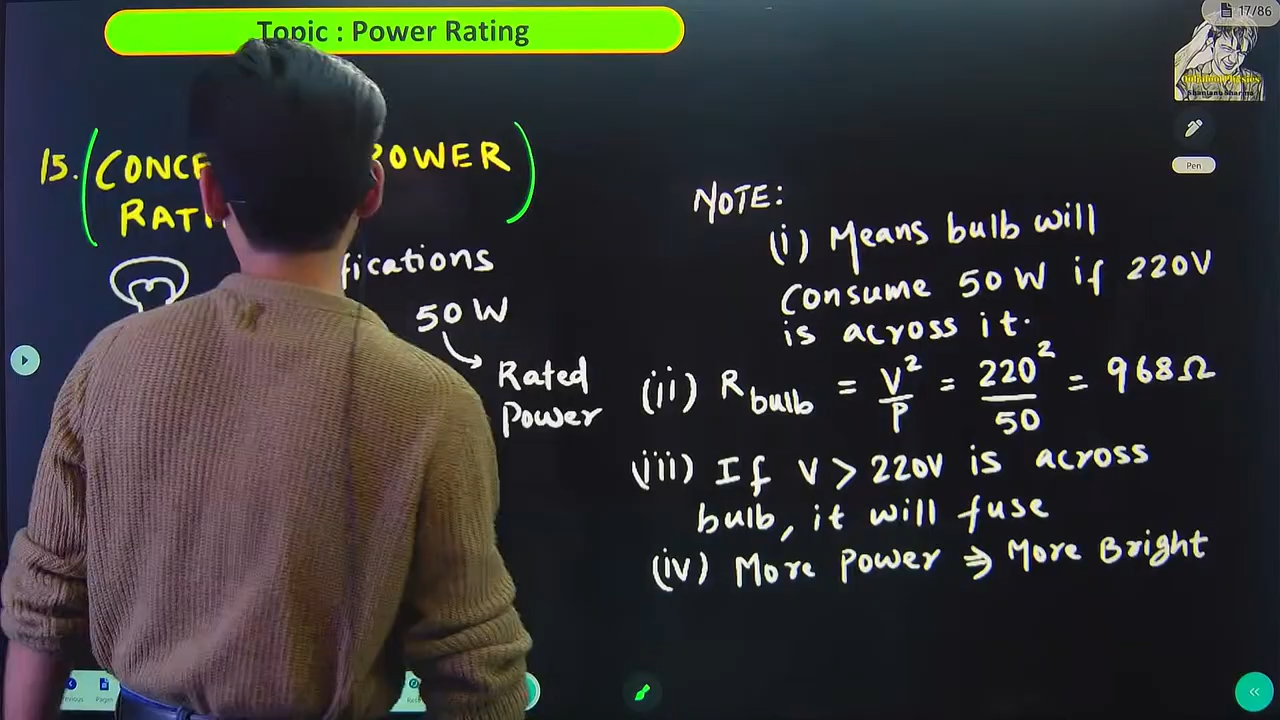 Topic : Power Rating
17/86
Pen
15. (CONCE POWER
RATI )
fications
50 W
Rated
Power
NOTE:
(i) Means bulb will
Consume 50 W if 220V
is across it.
(ii) R bulb = V²/P = 220²/50 = 968Ω
(iii) If V > 220V is across
bulb, it will fuse
(iv) More Power ⇒ More Bright
Pages